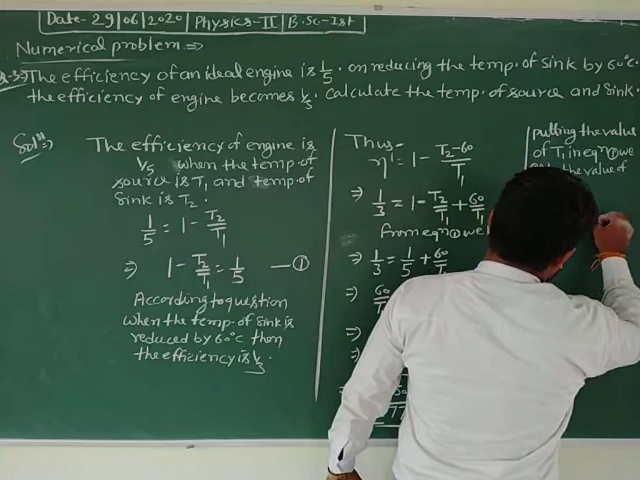 Date- 29/06/2020 | Physics-II | B.Sc-Ist
Numerical problem ⇒
Q-3⇒ The efficiency of an ideal engine is 1/5. on reducing the temp. of sink by 60°C.
the efficiency of engine becomes 1/3. Calculate the temp. of source and sink.
Solⁿ⇒
The efficiency of engine is
1/5 when the temp. of
source is T₁ and temp. of
sink is T₂.
1/5 = 1 - T₂/T₁
⇒ 1 - T₂/T₁ = 1/5 — ①
According to question
when the temp. of sink is
reduced by 60°C then
the efficiency is 1/3.
Thus-
η' = 1 - T₂-60/T₁
⇒ 1/3 = 1 - T₂/T₁ + 60/T₁
from eqⁿ ① we
⇒ 1/3 = 1/5 + 60/T₁
⇒ 60/T₁
⇒
⇒
putting the value
of T₁ in eqⁿ ① we
the value of